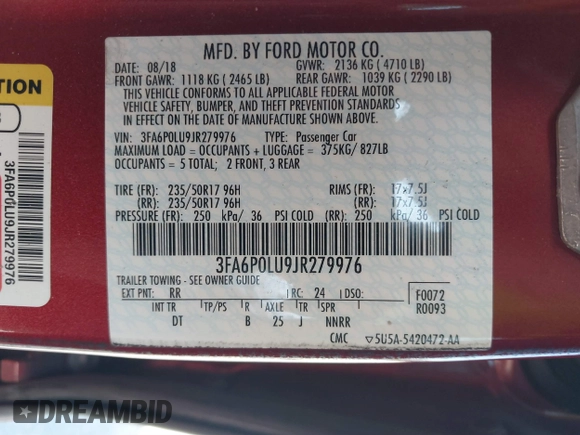 MFD. BY FORD MOTOR CO.
DATE: 08/18 GVWR: 2136 KG ( 4710 LB)
FRONT GAWR: 1118 KG ( 2465 LB) REAR GAWR: 1039 KG ( 2290 LB)
THIS VEHICLE CONFORMS TO ALL APPLICABLE FEDERAL MOTOR
VEHICLE SAFETY, BUMPER, AND THEFT PREVENTION STANDARDS
IN EFFECT ON THE DATE OF MANUFACTURE SHOWN ABOVE.
VIN: 3FA6P0LU9JR279976 TYPE: Passenger Car
MAXIMUM LOAD = OCCUPANTS + LUGGAGE = 375KG/ 827LB
OCCUPANTS = 5 TOTAL; 2 FRONT, 3 REAR
TIRE (FR): 235/50R17 96H RIMS (FR): 17x7.5J
(RR): 235/50R17 96H (RR): 17x7.5J
PRESSURE (FR): 250 kPa/ 36 PSI COLD (RR): 250 kPa/ 36 PSI COLD
3FA6P0LU9JR279976
TRAILER TOWING - SEE OWNER GUIDE
EXT PNT: RR RC: 24 DSO:
INT TR TP/PS R AXLE TR SPR
DT B 25 J NNRR
F0072
R0093
CMC ▽5U5A-5420472-AA
TION
3FA6P0LU9JR279976
DREAMBID